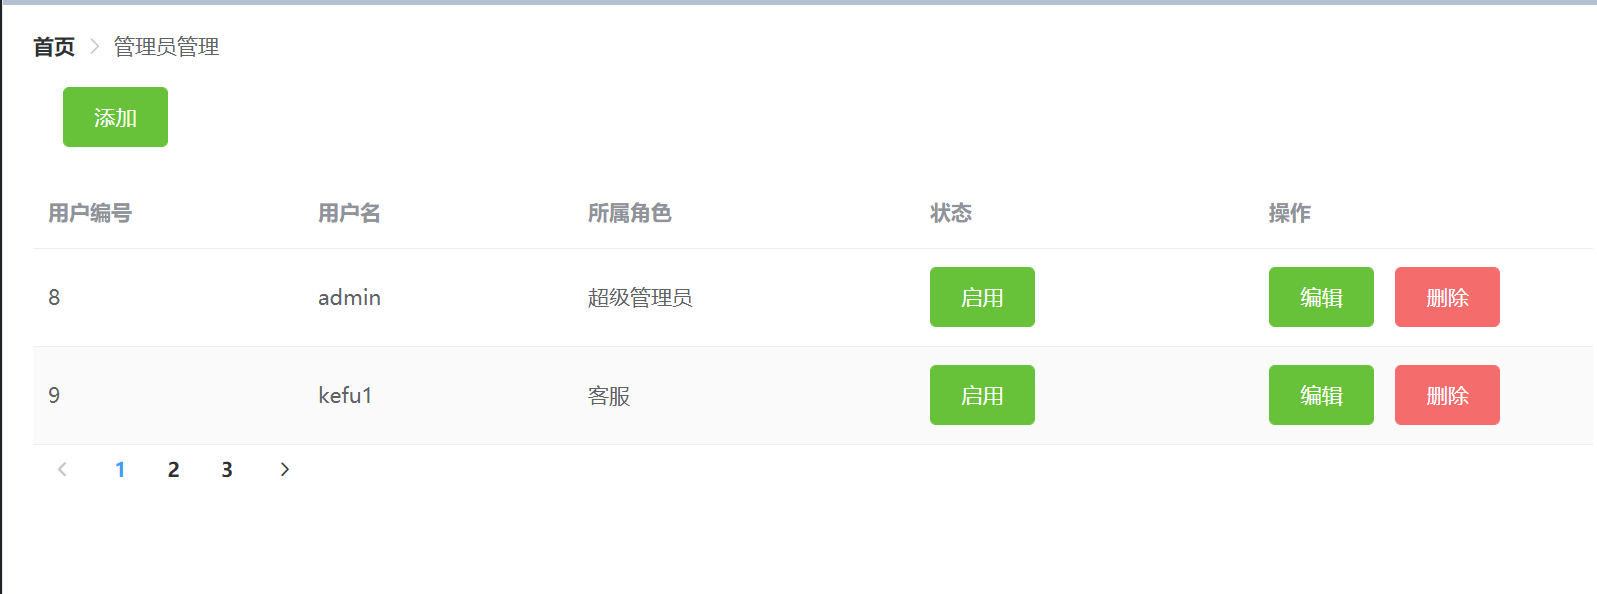 首页 > 管理员管理
添加
用户编号 用户名 所属角色 状态 操作
8 admin 超级管理员 启用 编辑 删除
9 kefu1 客服 启用 编辑 删除
< 1 2 3 >